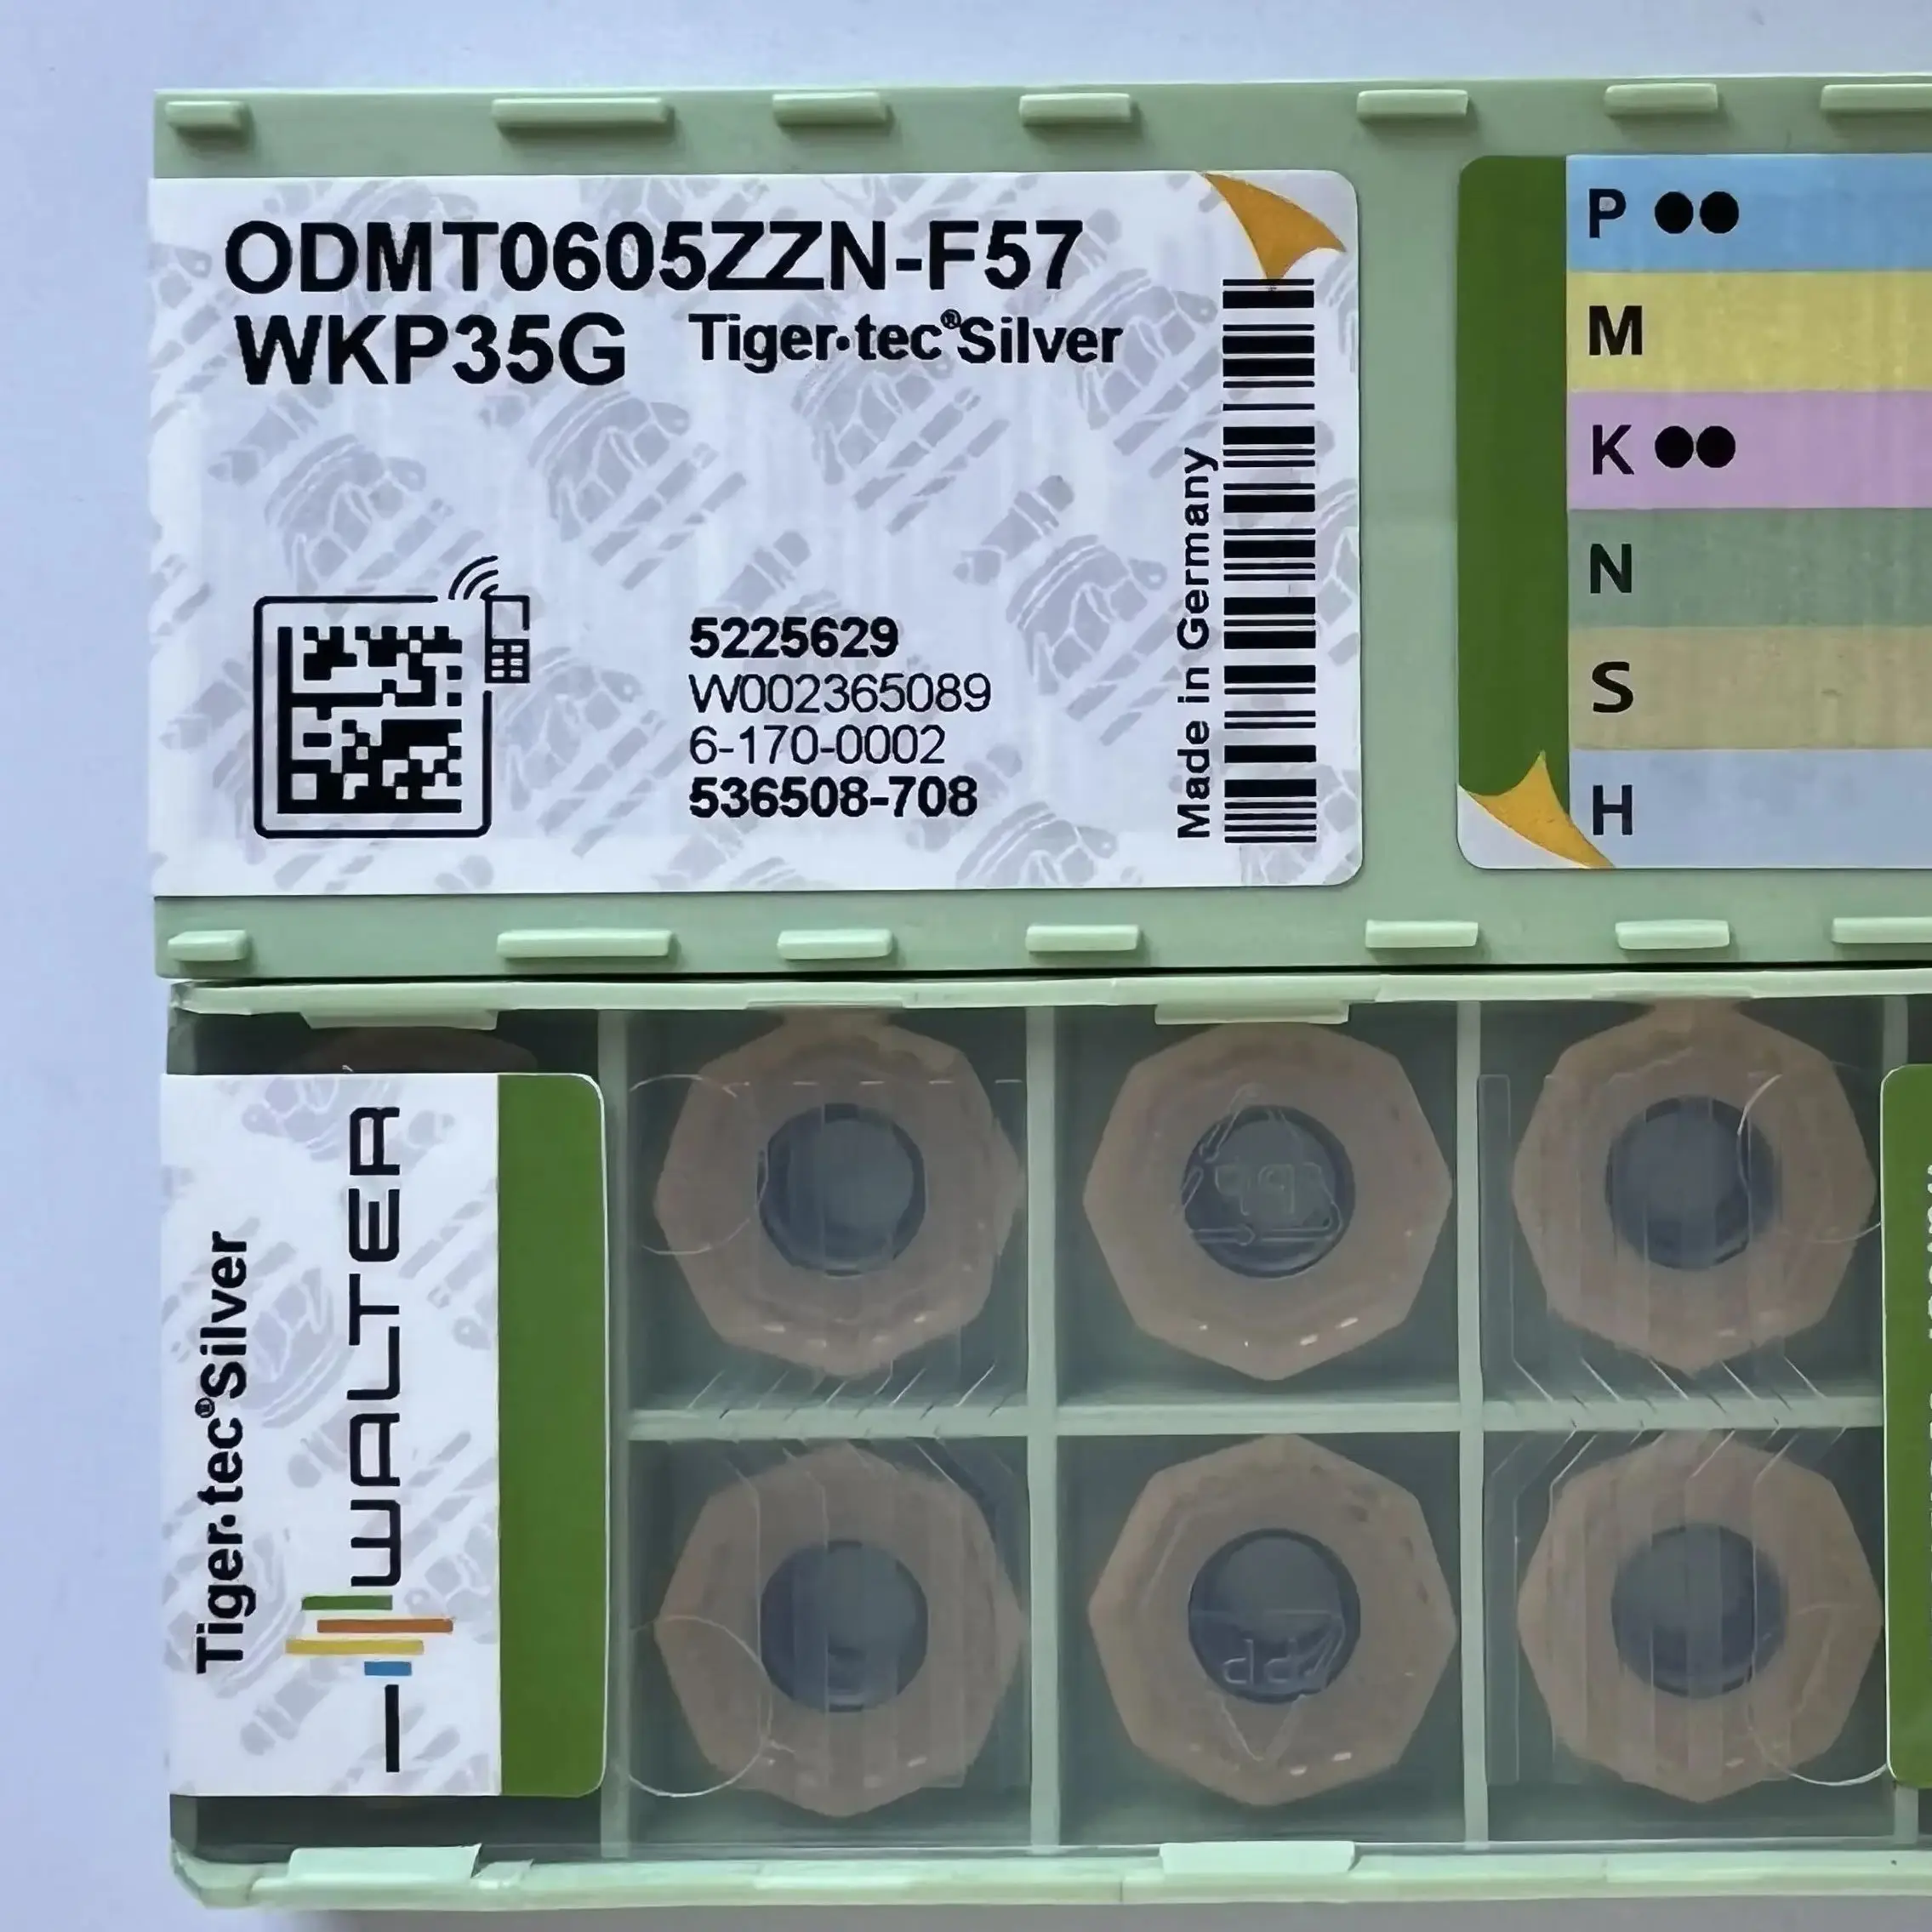 ODMT0605ZZN-F57
WKP35G Tiger·tec®Silver
5225629
W002365089
6-170-0002
536508-708
Made in Germany
P
M
K
N
S
H
Tiger·tec®Silver
WALTER